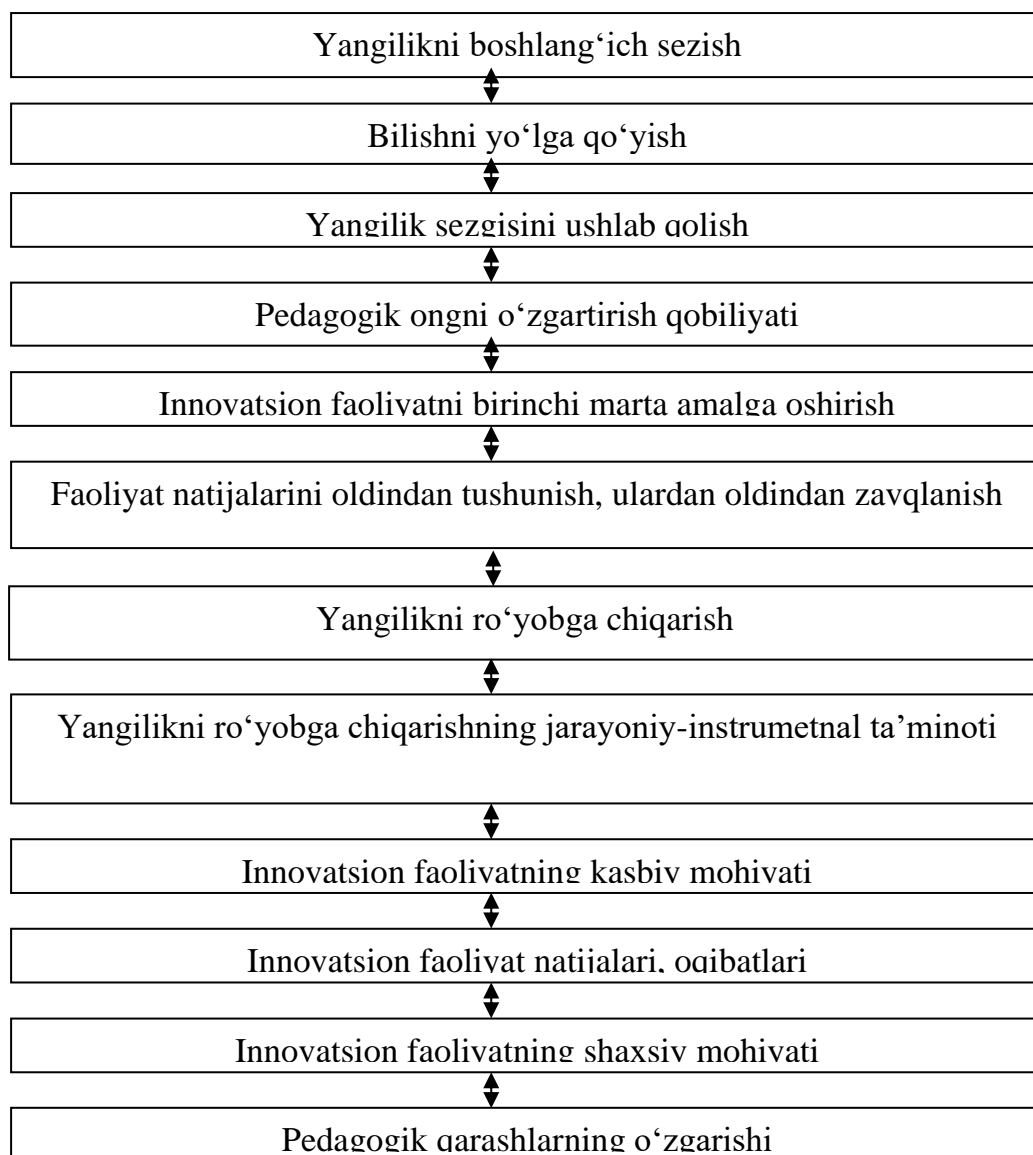 Yangilikni boshlang‘ich sezish
Bilishni yo‘lga qo‘yish
Yangilik sezgisini ushlab qolish
Pedagogik ongni o‘zgartirish qobiliyati
Innovatsion faoliyatni birinchi marta amalga oshirish
Faoliyat natijalarini oldindan tushunish, ulardan oldindan zavqlanish
Yangilikni ro‘yobga chiqarish
Yangilikni ro‘yobga chiqarishning jarayoniy-instrumetnal ta’minoti
Innovatsion faoliyatning kasbiy mohiyati
Innovatsion faoliyat natijalari, oqibatlari
Innovatsion faoliyatning shaxsiy mohiyati
Pedagogik qarashlarning o‘zgarishi